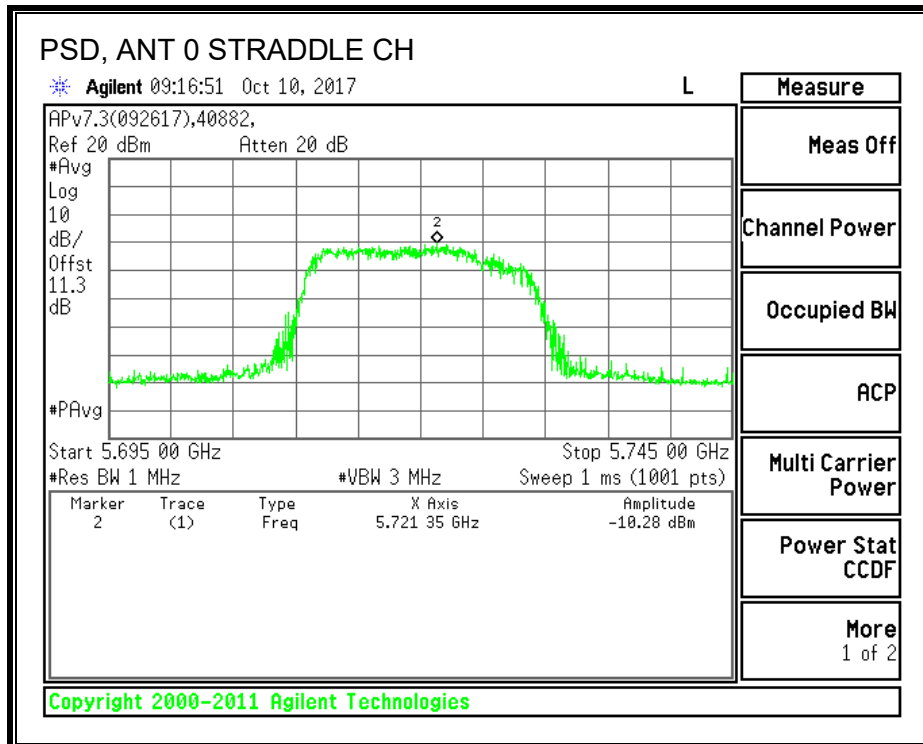 PSD, ANT 0 STRADDLE CH
Agilent 09:16:51 Oct 10, 2017 L
APv7.3(092617),40882,
Ref 20 dBm Atten 20 dB
#Avg
Log
10
dB/
Offst
11.3
dB
2
#PAvg
Start 5.695 00 GHz Stop 5.745 00 GHz
#Res BW 1 MHz #VBW 3 MHz Sweep 1 ms (1001 pts)
Marker Trace Type X Axis Amplitude
2 (1) Freq 5.721 35 GHz -10.28 dBm
Measure
Meas Off
Channel Power
Occupied BW
ACP
Multi Carrier
Power
Power Stat
CCDF
More
1 of 2
Copyright 2000-2011 Agilent Technologies